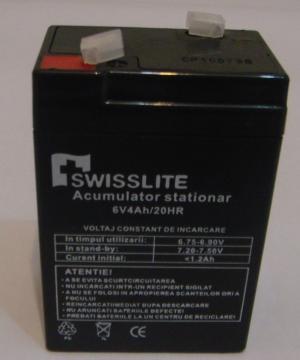 SWISSLITE
Acumulator stationar
6V4Ah/20HR
VOLTAJ CONSTANT DE INCARCARE
In timpul utilizarii: 6.75-6.90V
In stand-by: 7.20-7.50V
Curent initial: <1.2Ah
ATENTIE!
- A SE EVITA SCURTCIRCUITAREA
- NU INCARCATI INTR-UN RECIPIENT SIGILAT
- A NU SE FOLOSI IN APROPIEREA SCANTEILOR ORI A
FOCULUI
- REINCARCATI IMEDIAT DUPA DESCARCARE
- NU ARUNCATI BATERIILE LA INTAMPLARE
- PREDATI BATERIILE LA UN CENTRU DE RECICLARE
Pb